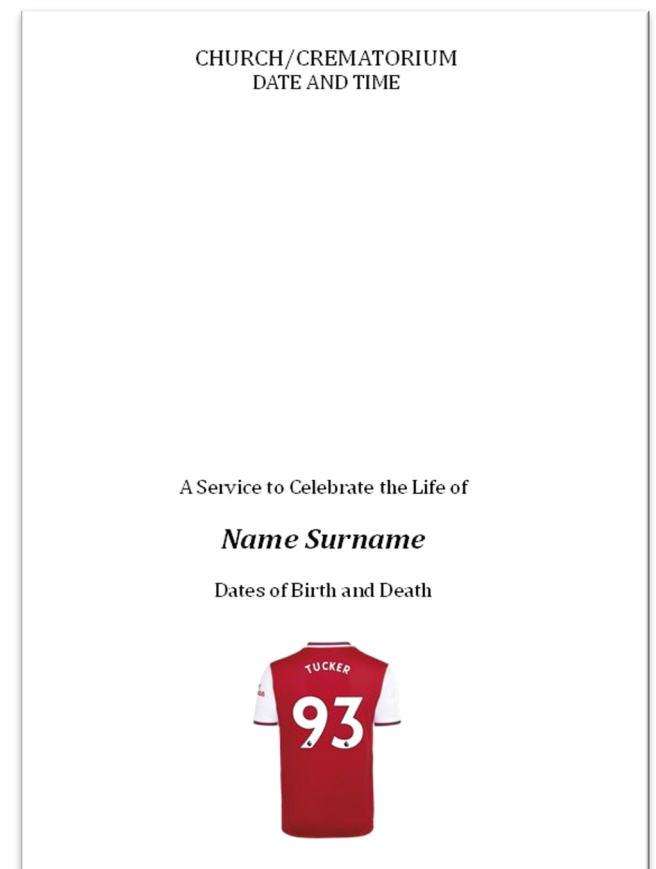 CHURCH/CREMATORIUM
DATE AND TIME
A Service to Celebrate the Life of
Name Surname
Dates of Birth and Death
TUCKER
93